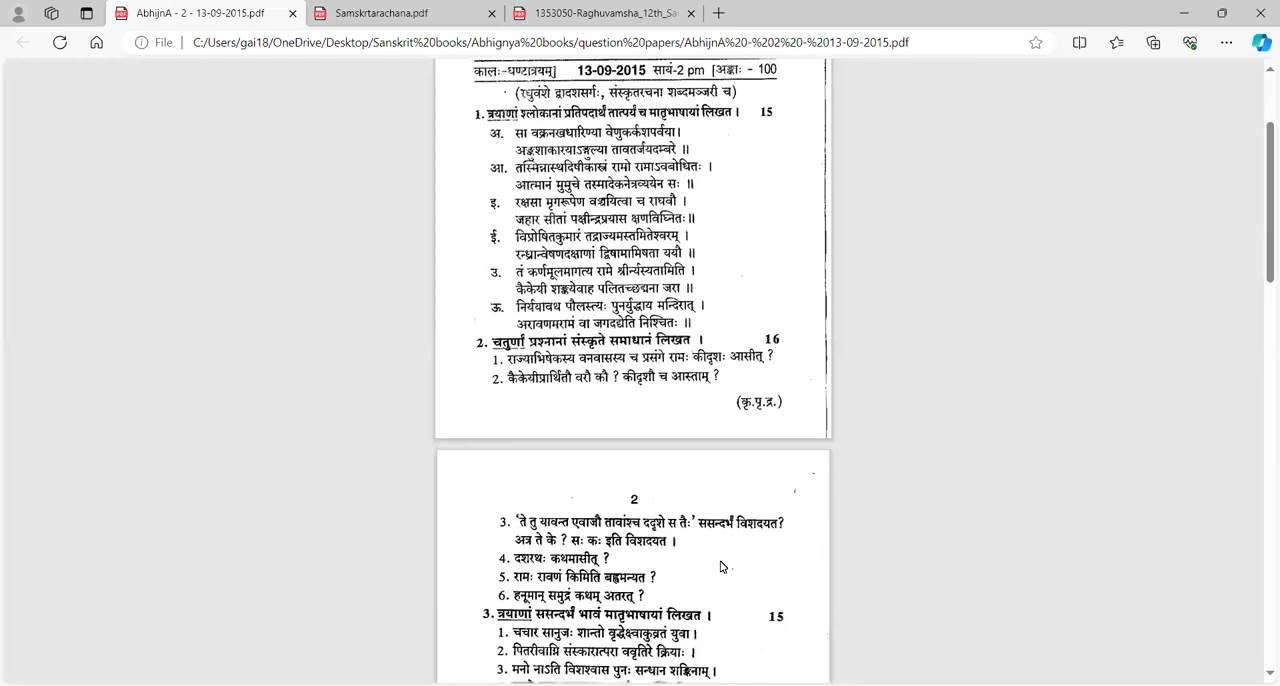 AbhijnA - 2 - 13-09-2015.pdf
Samskrtarachana.pdf
1353050-Raghuvamsha_12th_Sa
File
C:/Users/gai18/OneDrive/Desktop/Sanskrit%20books/Abhignya%20books/question%20papers/AbhijnA%20-%202%20-%2013-09-2015.pdf
कालः-घण्टात्रयम्] 13-09-2015 सायं-2 pm [अङ्काः - 100
(रघुवंशे द्वादशसर्गः, संस्कृतरचना शब्दमञ्जरी च)
1. त्रयाणां श्लोकानां प्रतिपदार्थं तात्पर्यं च मातृभाषायां लिखत । 15
अ. सा वक्रनखधारिण्या वेणुकर्कशपर्वया।
अङ्कुशाकारयाऽङ्गुल्या तावतर्जयदम्बरे ॥
आ. तस्मिन्नास्थदिषीकास्त्रं रामो रामाऽवबोधितः ।
आत्मानं मुमुचे तस्मादेकनेत्रव्ययेन सः ॥
इ. रक्षसा मृगरूपेण वञ्चयित्वा च राघवौ ।
जहार सीतां पक्षीन्द्रप्रयास क्षणविघ्नितः॥
ई. विप्रोषितकुमारं तद्राज्यमस्तमितेश्वरम् ।
रन्ध्रान्वेषणदक्षाणां द्विषामामिषता ययौ ॥
उ. तं कर्णमूलमागत्य रामे श्रीर्न्यस्यतामिति ।
कैकेयी शङ्कयेवाह पलितच्छद्मना जरा ॥
ऊ. निर्ययावथ पौलस्त्यः पुनर्युद्धाय मन्दिरात् ।
अरावणमरामं वा जगदद्येति निश्चितः ॥
2. चतुर्णां प्रश्नानां संस्कृते समाधानं लिखत । 16
1. राज्याभिषेकस्य वनवासस्य च प्रसंगे रामः कीदृशः आसीत् ?
2. कैकेयीप्रार्थितौ वरौ कौ ? कीदृशौ च आस्ताम् ?
(कृ.पृ.द्र.)
2
3. 'ते तु यावन्त एवाजौ तावांश्च ददृशे स तैः' ससन्दर्भं विशदयत?
अत्र ते के ? सः कः इति विशदयत ।
4. दशरथः कथमासीत् ?
5. रामः रावणं किमिति बह्वमन्यत ?
6. हनूमान् समुद्रं कथम् अतरत् ?
3. त्रयाणां ससन्दर्भं भावं मातृभाषायां लिखत । 15
1. चचार सानुजः शान्तो वृद्धेक्ष्वाकुव्रतं युवा ।
2. पितरीवाग्नि संस्कारात्परा ववृतिरे क्रियाः ।
3. मनो नाऽति विशश्वास पुनः सन्धान शङ्किनाम् ।